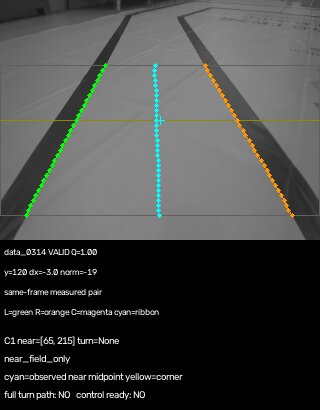 data_0314 VALID Q=1.00
y=120 dx=-3.0 norm=-19
same-frame measured pair
L=green R=orange C=magenta cyan=ribbon
C1 near=[65, 215] turn=None
near_field_only
cyan=observed near midpoint yellow=corner
full turn path: NO control ready: NO